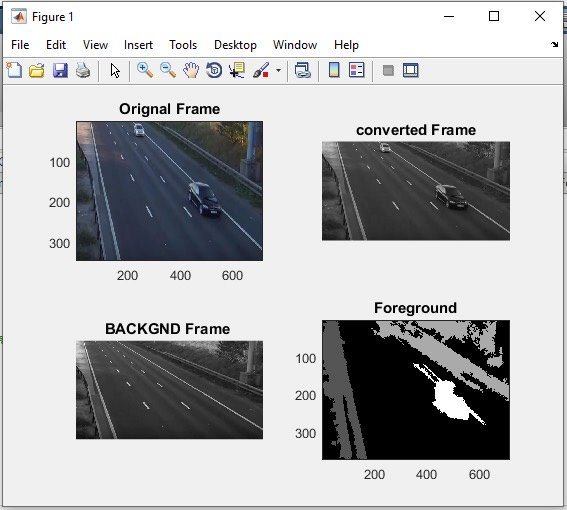 Figure 1
File Edit View Insert Tools Desktop Window Help
Orignal Frame
100
200
300
200 400 600
converted Frame
BACKGND Frame
Foreground
100
200
300
200 400 600